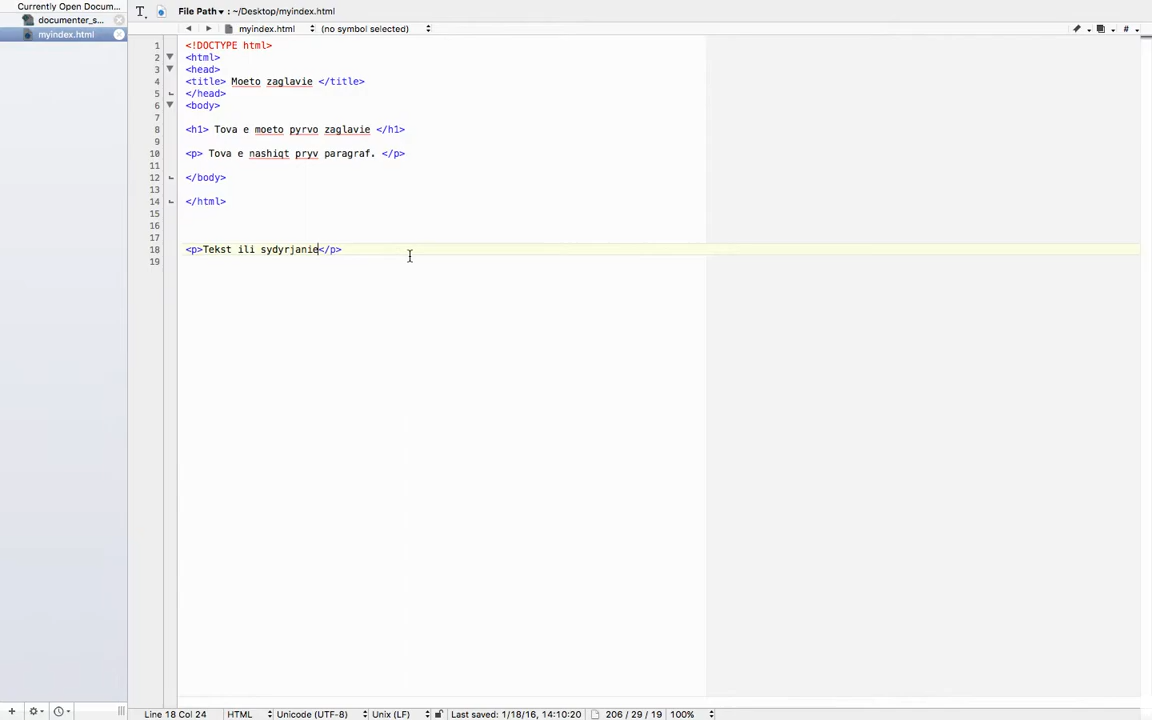 Currently Open Docum...
documenter_s...
myindex.html
File Path ▾ : ~/Desktop/myindex.html
myindex.html
(no symbol selected)
#
1 <!DOCTYPE html>
2 <html>
3 <head>
4 <title> Moeto zaglavie </title>
5 </head>
6 <body>
7
8 <h1> Tova e moeto pyrvo zaglavie </h1>
9
10 <p> Tova e nashiqt pryv paragraf. </p>
11
12 </body>
13
14 </html>
15
16
17
18 <p>Tekst ili sydyrjanie</p>
19
Line 18 Col 24
HTML
Unicode (UTF-8)
Unix (LF)
Last saved: 1/18/16, 14:10:20
206 / 29 / 19
100%